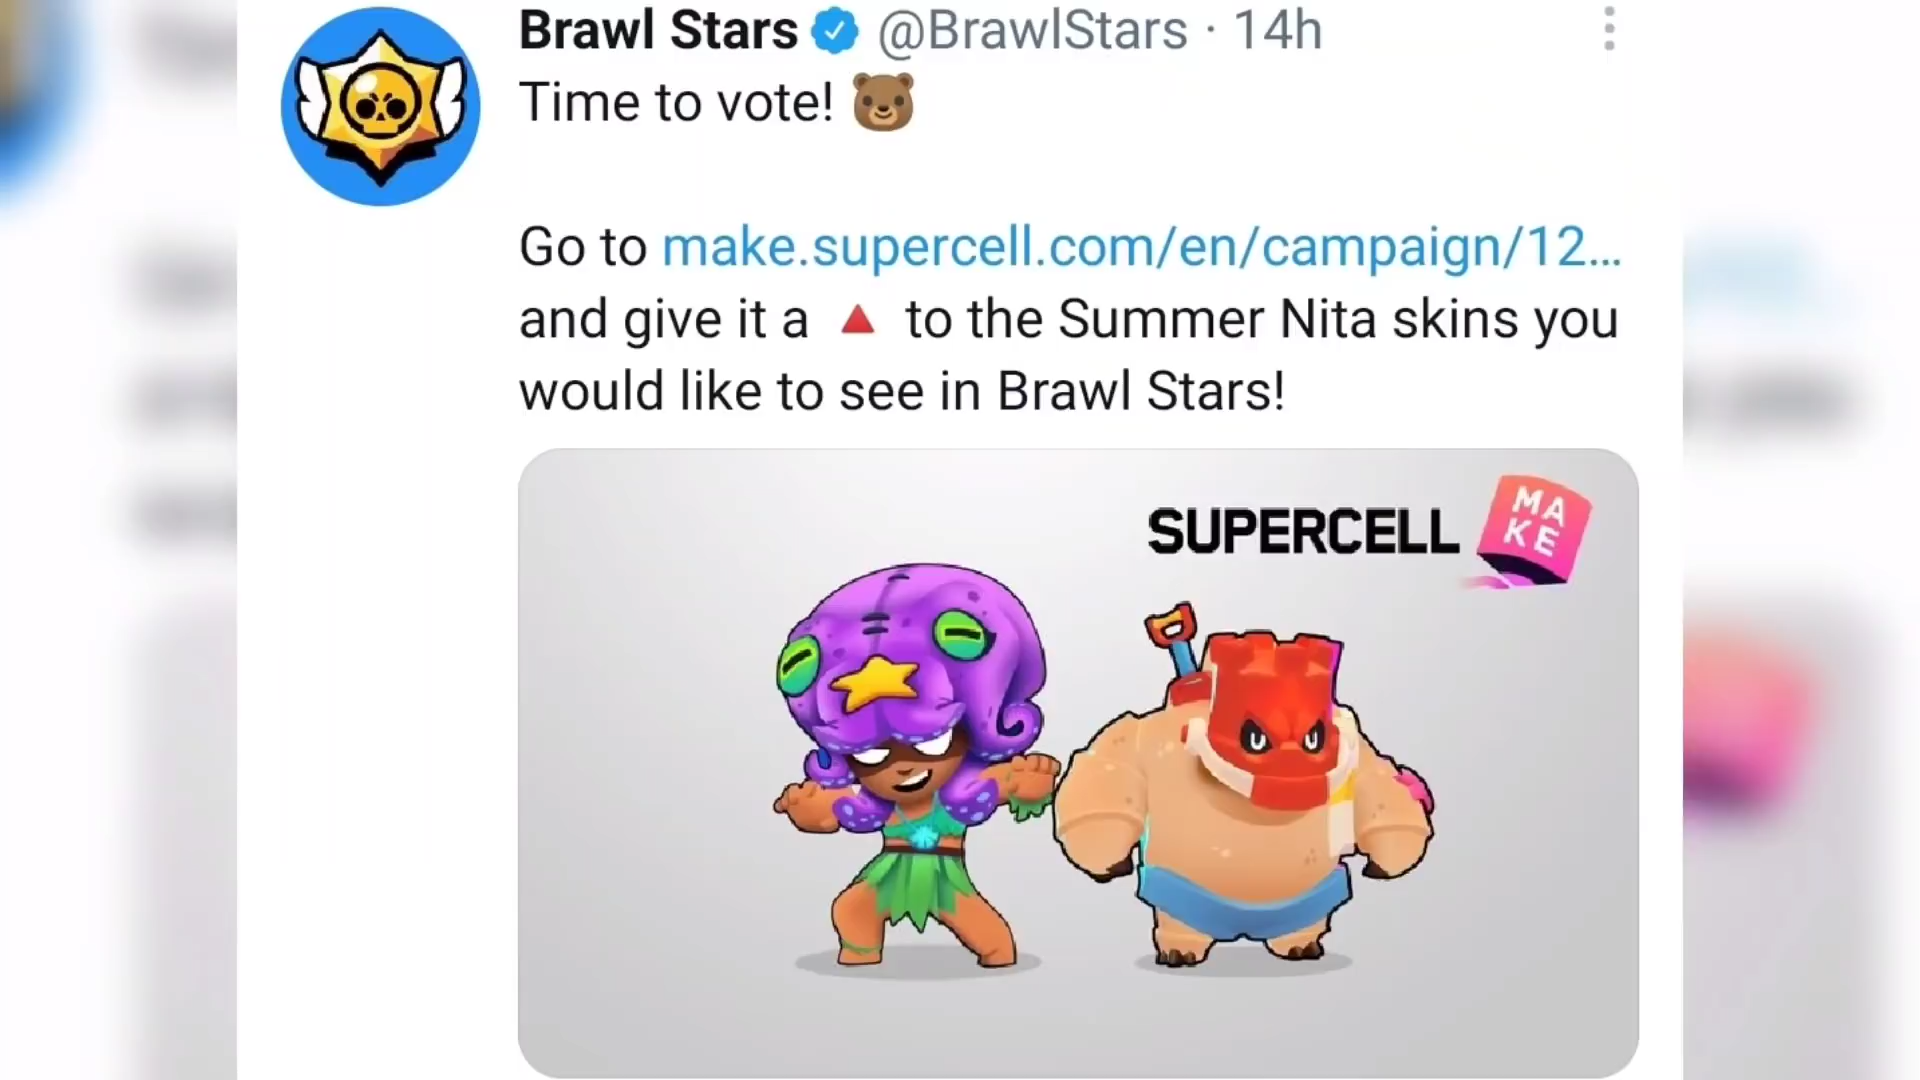 Brawl Stars @BrawlStars · 14h
Time to vote! 🐻
Go to make.supercell.com/en/campaign/12...
and give it a 🔺 to the Summer Nita skins you
would like to see in Brawl Stars!
SUPERCELL
MA
KE